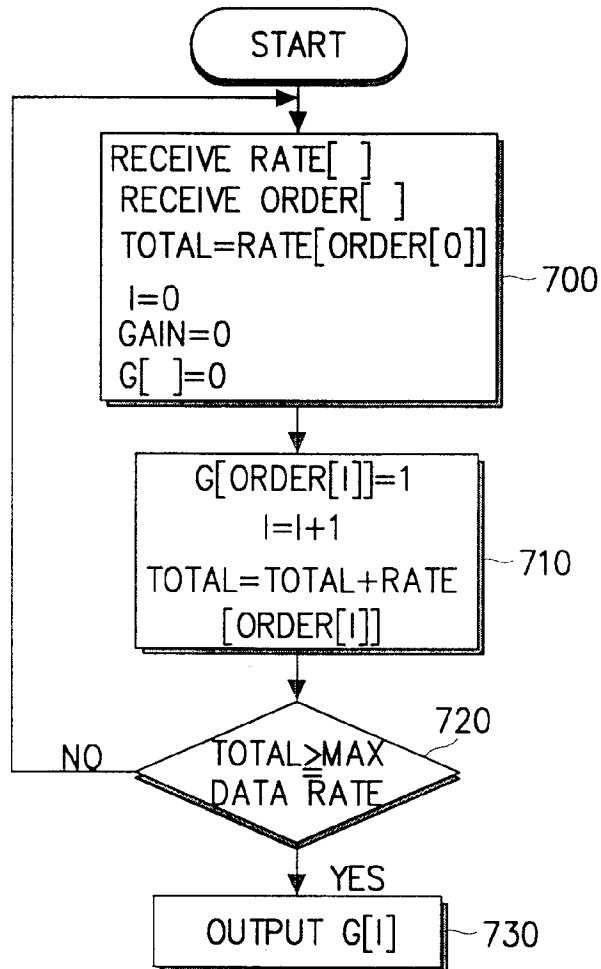 START
RECEIVE RATE[ ]
RECEIVE ORDER[ ]
TOTAL=RATE[ORDER[0]]
I=0
GAIN=0
G[ ]=0
700
G[ORDER[I]]=1
I=I+1
TOTAL=TOTAL+RATE
[ORDER[I]]
710
720
NO
TOTAL≧MAX
DATA RATE
YES
OUTPUT G[I]
730